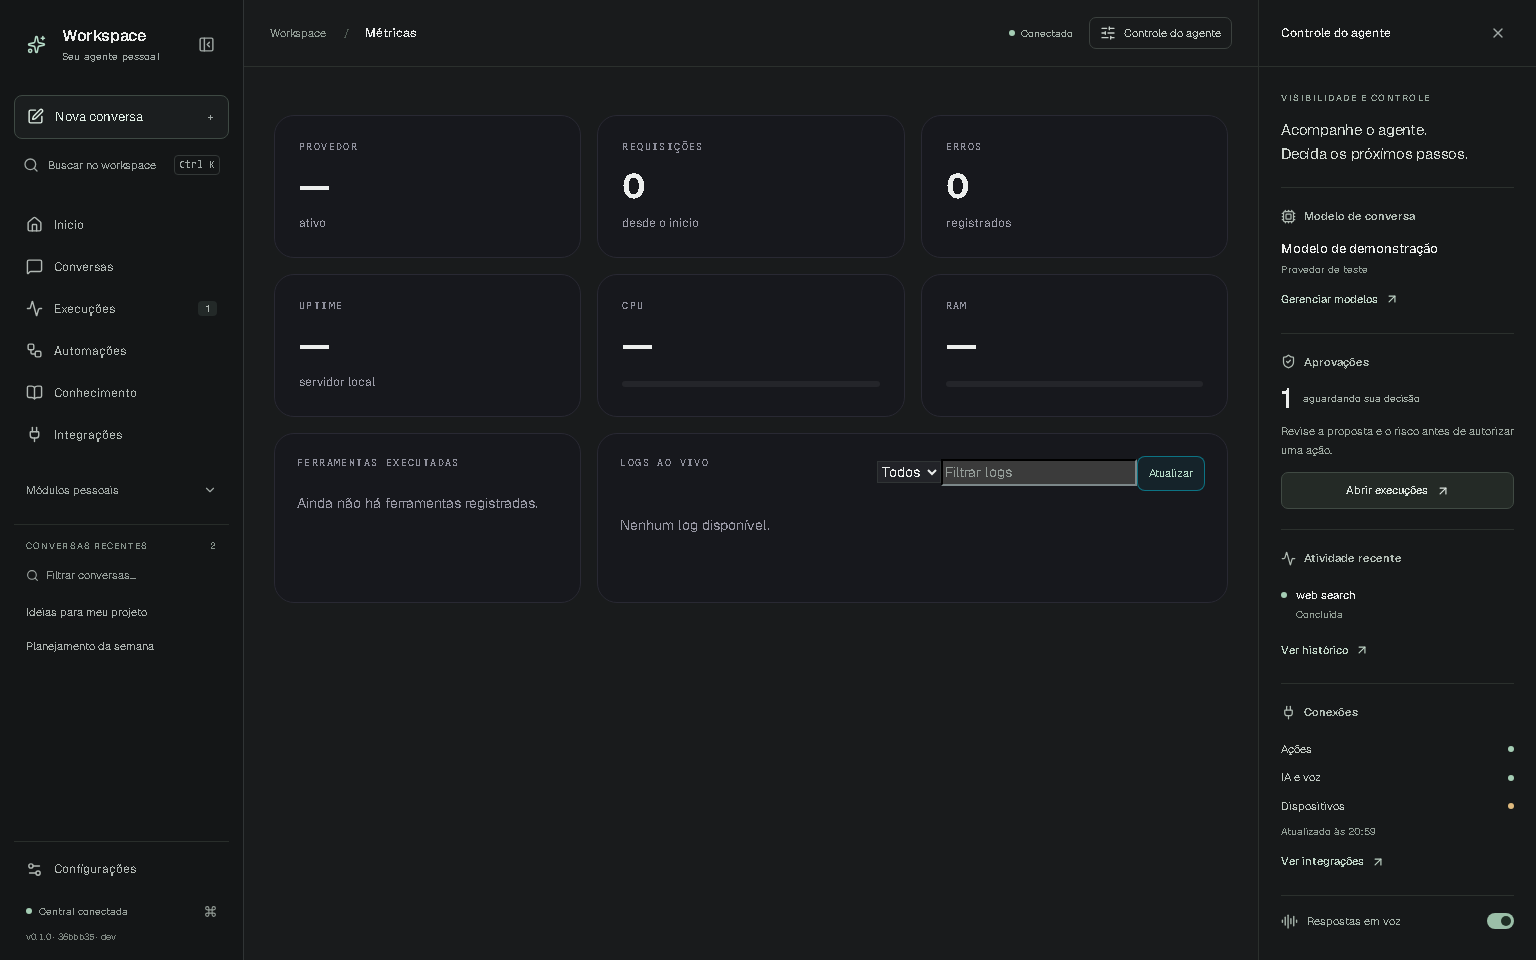 Workspace
Seu agente pessoal
Nova conversa +
Buscar no workspace Ctrl K
Início
Conversas
Execuções 1
Automações
Conhecimento
Integrações
Módulos pessoais
CONVERSAS RECENTES 2
Filtrar conversas...
Ideias para meu projeto
Planejamento da semana
Configurações
Central conectada ⌘
v0.1.0 · 36bbb35 · dev
Workspace / Métricas
Conectado
Controle do agente
PROVEDOR
—
ativo
REQUISIÇÕES
0
desde o início
ERROS
0
registrados
UPTIME
—
servidor local
CPU
—
RAM
—
FERRAMENTAS EXECUTADAS
Ainda não há ferramentas registradas.
LOGS AO VIVO
Todos
Filtrar logs
Atualizar
Nenhum log disponível.
Controle do agente
VISIBILIDADE E CONTROLE
Acompanhe o agente.
Decida os próximos passos.
Modelo de conversa
Modelo de demonstração
Provedor de teste
Gerenciar modelos
Aprovações
1 aguardando sua decisão
Revise a proposta e o risco antes de autorizar
uma ação.
Abrir execuções
Atividade recente
web search
Concluída
Ver histórico
Conexões
Ações
IA e voz
Dispositivos
Atualizado às 20:59
Ver integrações
Respostas em voz